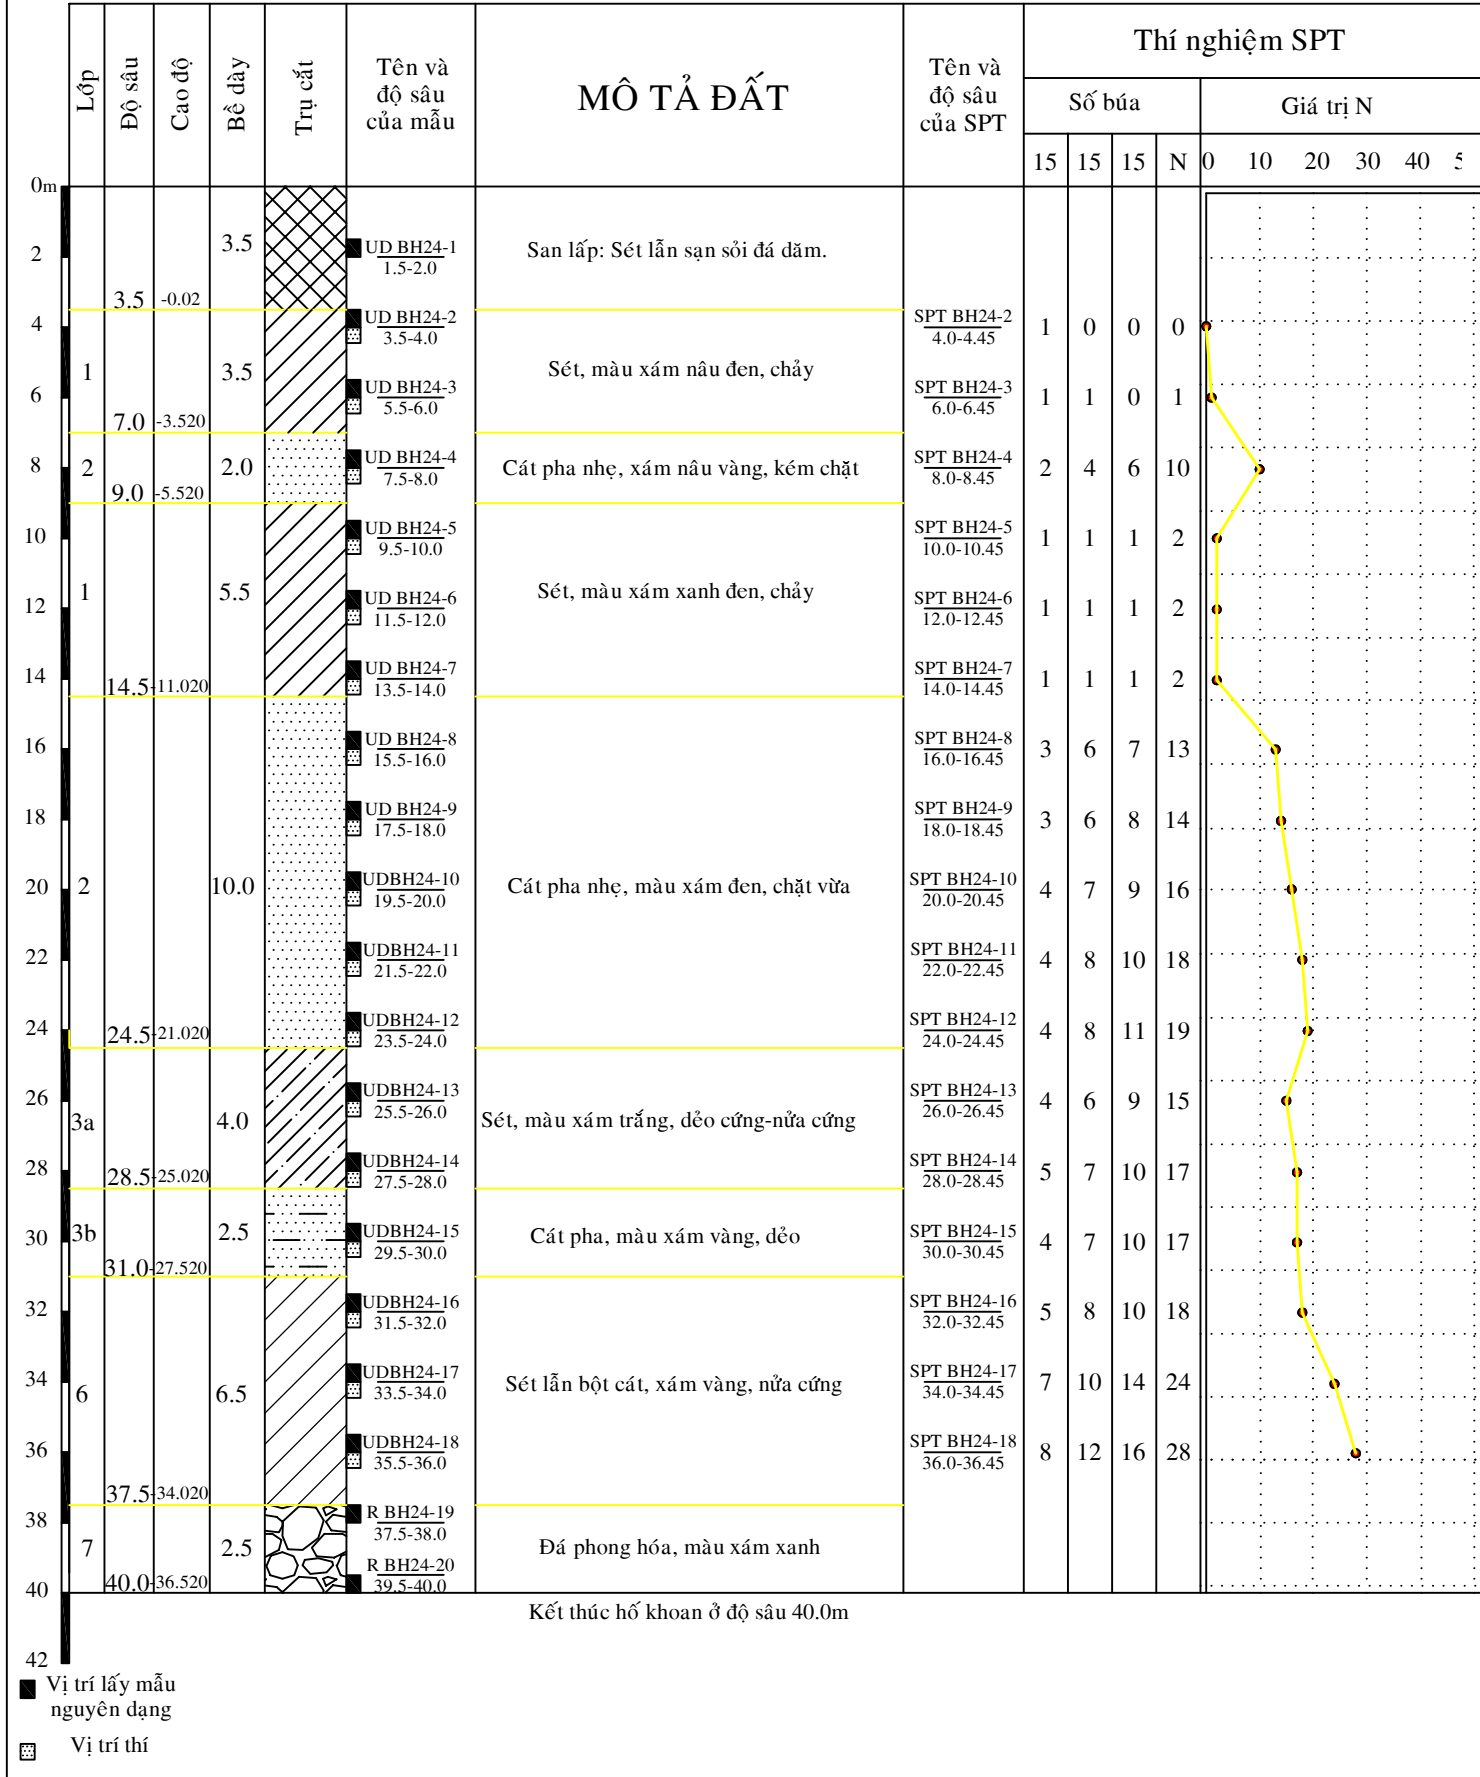 Lớp Độ sâu Cao độ Bề dày Trụ cắt Tên và độ sâu của mẫu MÔ TẢ ĐẤT Tên và độ sâu của SPT Thí nghiệm SPT
Số búa Giá trị N
15 15 15 N 0 10 20 30 40
0m
3.5 UD BH24-1 San lấp: Sét lẫn sạn sỏi đá dăm.
2 1.5-2.0
3.5 -0.02
UD BH24-2 SPT BH24-2
4 3.5-4.0 4.0-4.45 1 0 0 0
1 3.5 Sét, màu xám nâu đen, chảy
UD BH24-3 SPT BH24-3
6 5.5-6.0 6.0-6.45 1 1 0 1
7.0 -3.520
UD BH24-4 SPT BH24-4
8 2 2.0 Cát pha nhẹ, xám nâu vàng, kém chặt 2 4 6 10
7.5-8.0 8.0-8.45
9.0 -5.520
UD BH24-5 SPT BH24-5
10 9.5-10.0 10.0-10.45 1 1 1 2
1 5.5 Sét, màu xám xanh đen, chảy
UD BH24-6 SPT BH24-6
12 11.5-12.0 12.0-12.45 1 1 1 2
UD BH24-7 SPT BH24-7
14 13.5-14.0 14.0-14.45 1 1 1 2
14.5 -11.020
UD BH24-8 SPT BH24-8
16 15.5-16.0 16.0-16.45 3 6 7 13
UD BH24-9 SPT BH24-9
18 17.5-18.0 18.0-18.45 3 6 8 14
UDBH24-10 SPT BH24-10
20 2 10.0 Cát pha nhẹ, màu xám đen, chặt vừa 4 7 9 16
19.5-20.0 20.0-20.45
UDBH24-11 SPT BH24-11
22 21.5-22.0 22.0-22.45 4 8 10 18
UDBH24-12 SPT BH24-12
24 23.5-24.0 24.0-24.45 4 8 11 19
24.5 -21.020
UDBH24-13 SPT BH24-13
26 25.5-26.0 26.0-26.45 4 6 9 15
3a 4.0 Sét, màu xám trắng, dẻo cứng-nửa cứng
UDBH24-14 SPT BH24-14
28 27.5-28.0 28.0-28.45 5 7 10 17
28.5 -25.020
UDBH24-15 SPT BH24-15
30 3b 2.5 Cát pha, màu xám vàng, dẻo 4 7 10 17
29.5-30.0 30.0-30.45
31.0 -27.520
UDBH24-16 SPT BH24-16
32 31.5-32.0 32.0-32.45 5 8 10 18
UDBH24-17 SPT BH24-17
34 33.5-34.0 34.0-34.45 7 10 14 24
6 6.5 Sét lẫn bột cát, xám vàng, nửa cứng
UDBH24-18 SPT BH24-18
36 35.5-36.0 36.0-36.45 8 12 16 28
37.5 -34.020
R BH24-19
38 37.5-38.0
7 2.5 Đá phong hóa, màu xám xanh
R BH24-20
40 40.0 -36.520 39.5-40.0
Kết thúc hố khoan ở độ sâu 40.0m
42
Vị trí lấy mẫu
nguyên dạng
Vị trí thí